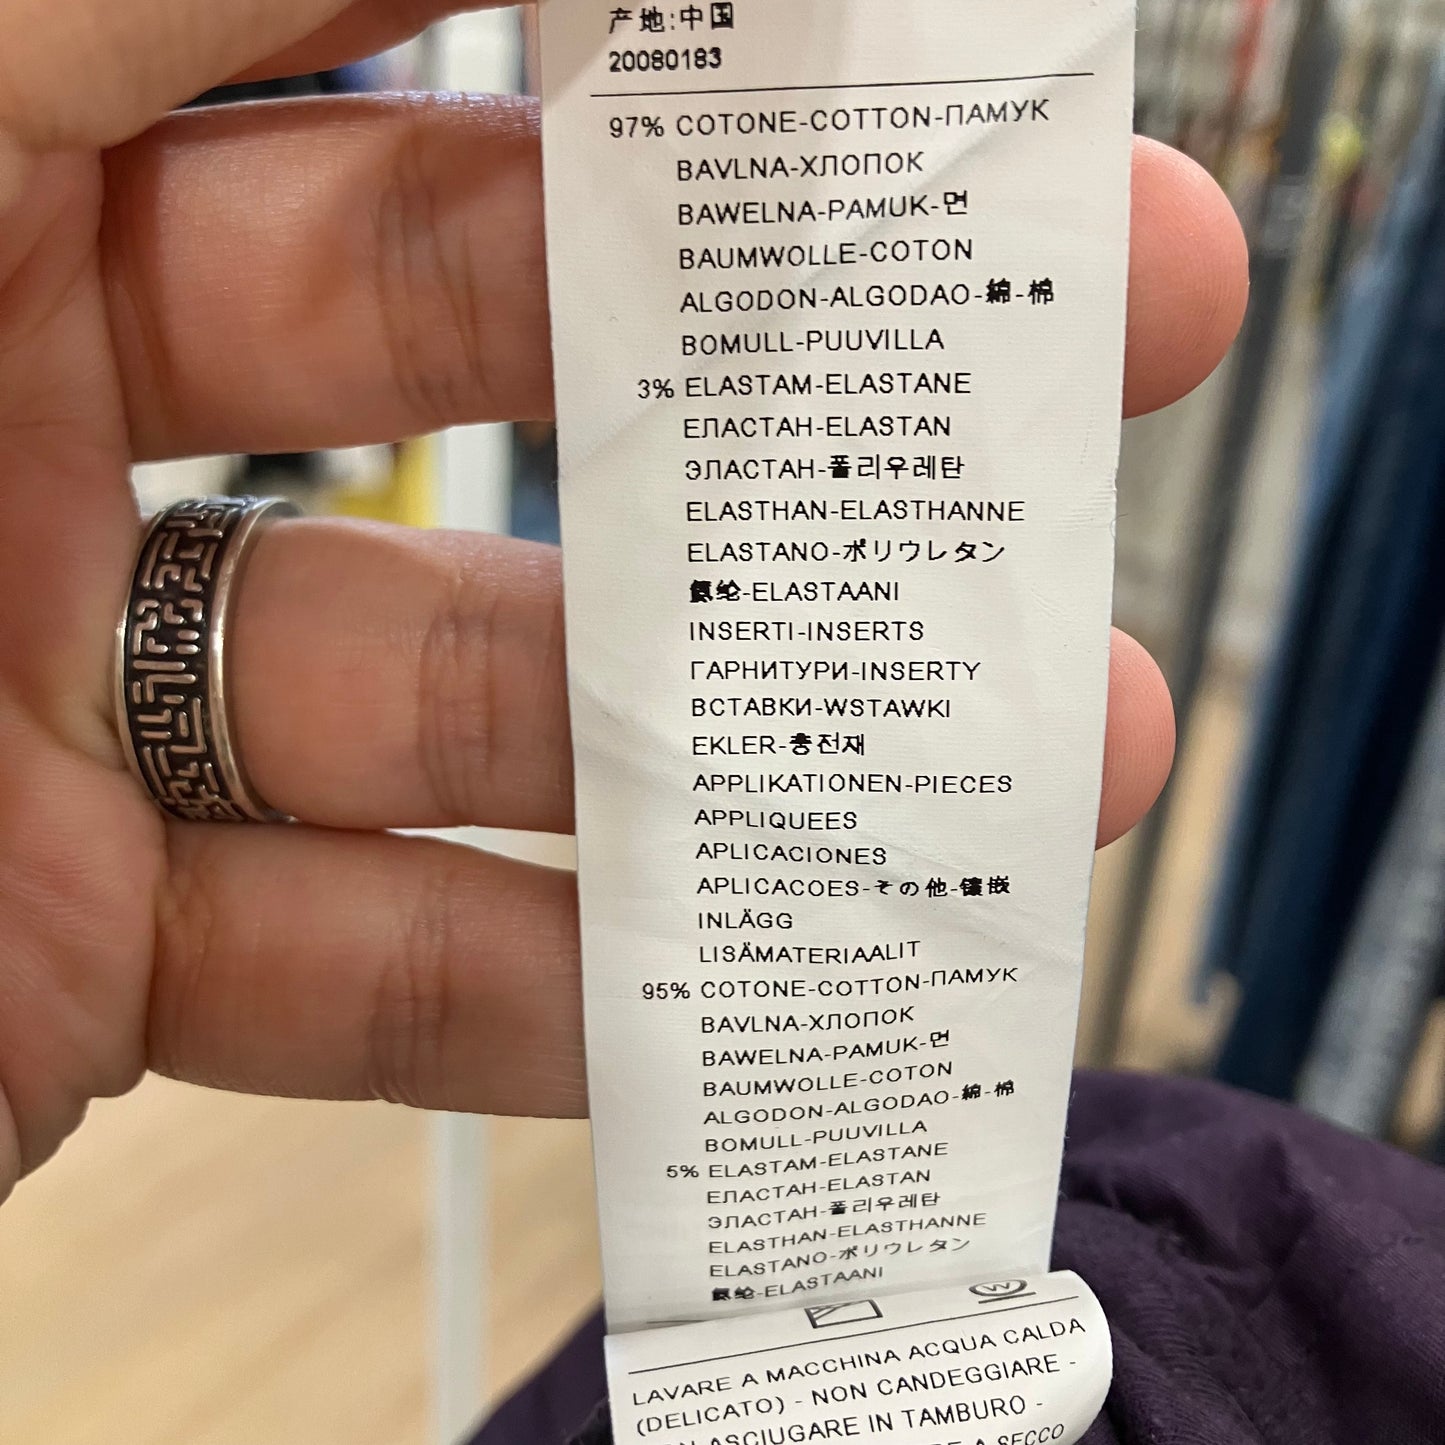 产地:中国
20080183
97% COTONE-COTTON-ПАМУК
BAVLNA-ХЛОПОК
BAWELNA-PAMUK-면
BAUMWOLLE-COTON
ALGODON-ALGODAO-綿-棉
BOMULL-PUUVILLA
3% ELASTAM-ELASTANE
ЕЛАСТАН-ELASTAN
ЭЛАСТАН-폴리우레탄
ELASTHAN-ELASTHANNE
ELASTANO-ポリウレタン
氨纶-ELASTAANI
INSERTI-INSERTS
ГАРНИТУРИ-INSERTY
ВСТАВКИ-WSTAWKI
EKLER-충전재
APPLIKATIONEN-PIECES
APPLIQUEES
APLICACIONES
APLICACOES-その他-镶嵌
INLÄGG
LISÄMATERIAALIT
95% COTONE-COTTON-ПАМУК
BAVLNA-ХЛОПОК
BAWELNA-PAMUK-면
BAUMWOLLE-COTON
ALGODON-ALGODAO-綿-棉
BOMULL-PUUVILLA
5% ELASTAM-ELASTANE
ЕЛАСТАН-ELASTAN
ЭЛАСТАН-폴리우레탄
ELASTHAN-ELASTHANNE
ELASTANO-ポリウレタン
氨纶-ELASTAANI
W
LAVARE A MACCHINA ACQUA CALDA
(DELICATO) - NON CANDEGGIARE -
ASCIUGARE IN TAMBURO -
A SECCO